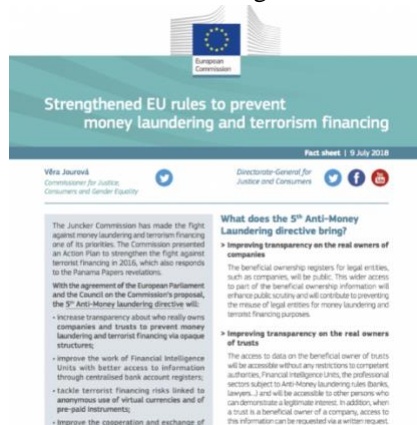 European
Commission
Strengthened EU rules to prevent
money laundering and terrorism financing
Fact sheet | 9 July 2018
Věra Jourová
Commissioner for Justice,
Consumers and Gender Equality
Directorate-General for
Justice and Consumers
The Juncker Commission has made the fight
against money laundering and terrorism financing
one of its priorities. The Commission presented
an Action Plan to strengthen the fight against
terrorist financing in 2016, which also responds
to the Panama Papers revelations.
With the agreement of the European Parliament
and the Council on the Commission's proposal,
the 5th Anti-Money laundering directive will:
• increase transparency about who really owns
companies and trusts to prevent money
laundering and terrorist financing via opaque
structures;
• improve the work of Financial Intelligence
Units with better access to information
through centralised bank account registers;
• tackle terrorist financing risks linked to
anonymous use of virtual currencies and of
pre-paid instruments;
• improve the cooperation and exchange of
What does the 5th Anti-Money
Laundering directive bring?
> Improving transparency on the real owners of
companies
The beneficial ownership registers for legal entities,
such as companies, will be public. This wider access
to part of the beneficial ownership information will
enhance public scrutiny and will contribute to preventing
the misuse of legal entities for money laundering and
terrorist financing purposes.
> Improving transparency on the real owners
of trusts
The access to data on the beneficial owner of trusts
will be accessible without any restrictions to competent
authorities, Financial Intelligence Units, the professional
sectors subject to Anti-Money laundering rules (banks,
lawyers...) and will be accessible to other persons who
can demonstrate a legitimate interest. In addition, when
a trust is a beneficial owner of a company, access to
this information can be requested via a written request.